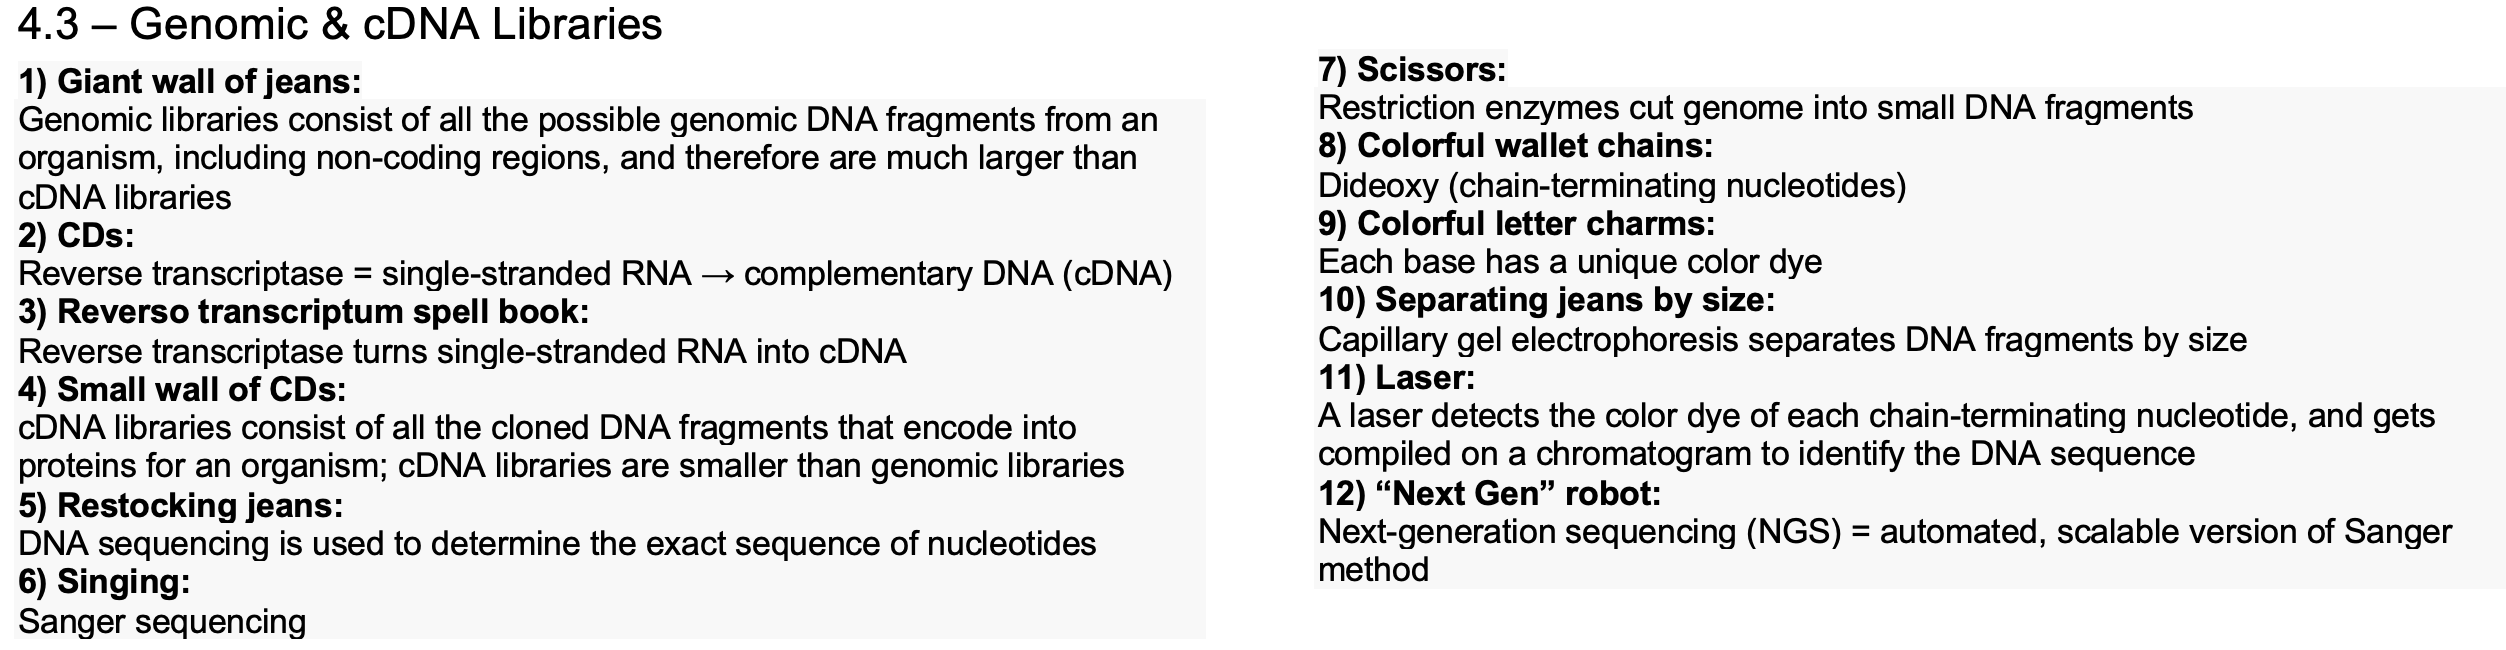 4.3 – Genomic & cDNA Libraries
1) Giant wall of jeans:
Genomic libraries consist of all the possible genomic DNA fragments from an
organism, including non-coding regions, and therefore are much larger than
cDNA libraries
2) CDs:
Reverse transcriptase = single-stranded RNA → complementary DNA (cDNA)
3) Reverso transcriptum spell book:
Reverse transcriptase turns single-stranded RNA into cDNA
4) Small wall of CDs:
cDNA libraries consist of all the cloned DNA fragments that encode into
proteins for an organism; cDNA libraries are smaller than genomic libraries
5) Restocking jeans:
DNA sequencing is used to determine the exact sequence of nucleotides
6) Singing:
Sanger sequencing
7) Scissors:
Restriction enzymes cut genome into small DNA fragments
8) Colorful wallet chains:
Dideoxy (chain-terminating nucleotides)
9) Colorful letter charms:
Each base has a unique color dye
10) Separating jeans by size:
Capillary gel electrophoresis separates DNA fragments by size
11) Laser:
A laser detects the color dye of each chain-terminating nucleotide, and gets
compiled on a chromatogram to identify the DNA sequence
12) “Next Gen” robot:
Next-generation sequencing (NGS) = automated, scalable version of Sanger
method